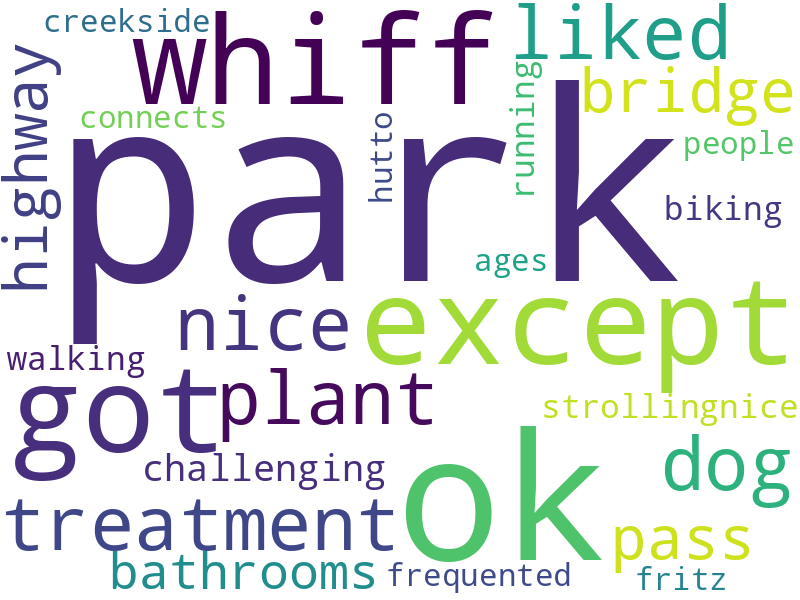 creekside
whiff
liked
highway
bridge
running
connects
hutto
people
park
biking
ages
except
nice
walking
got
plant
strollingnice
ok
dog
challenging
treatment
pass
bathrooms
frequented
fritz